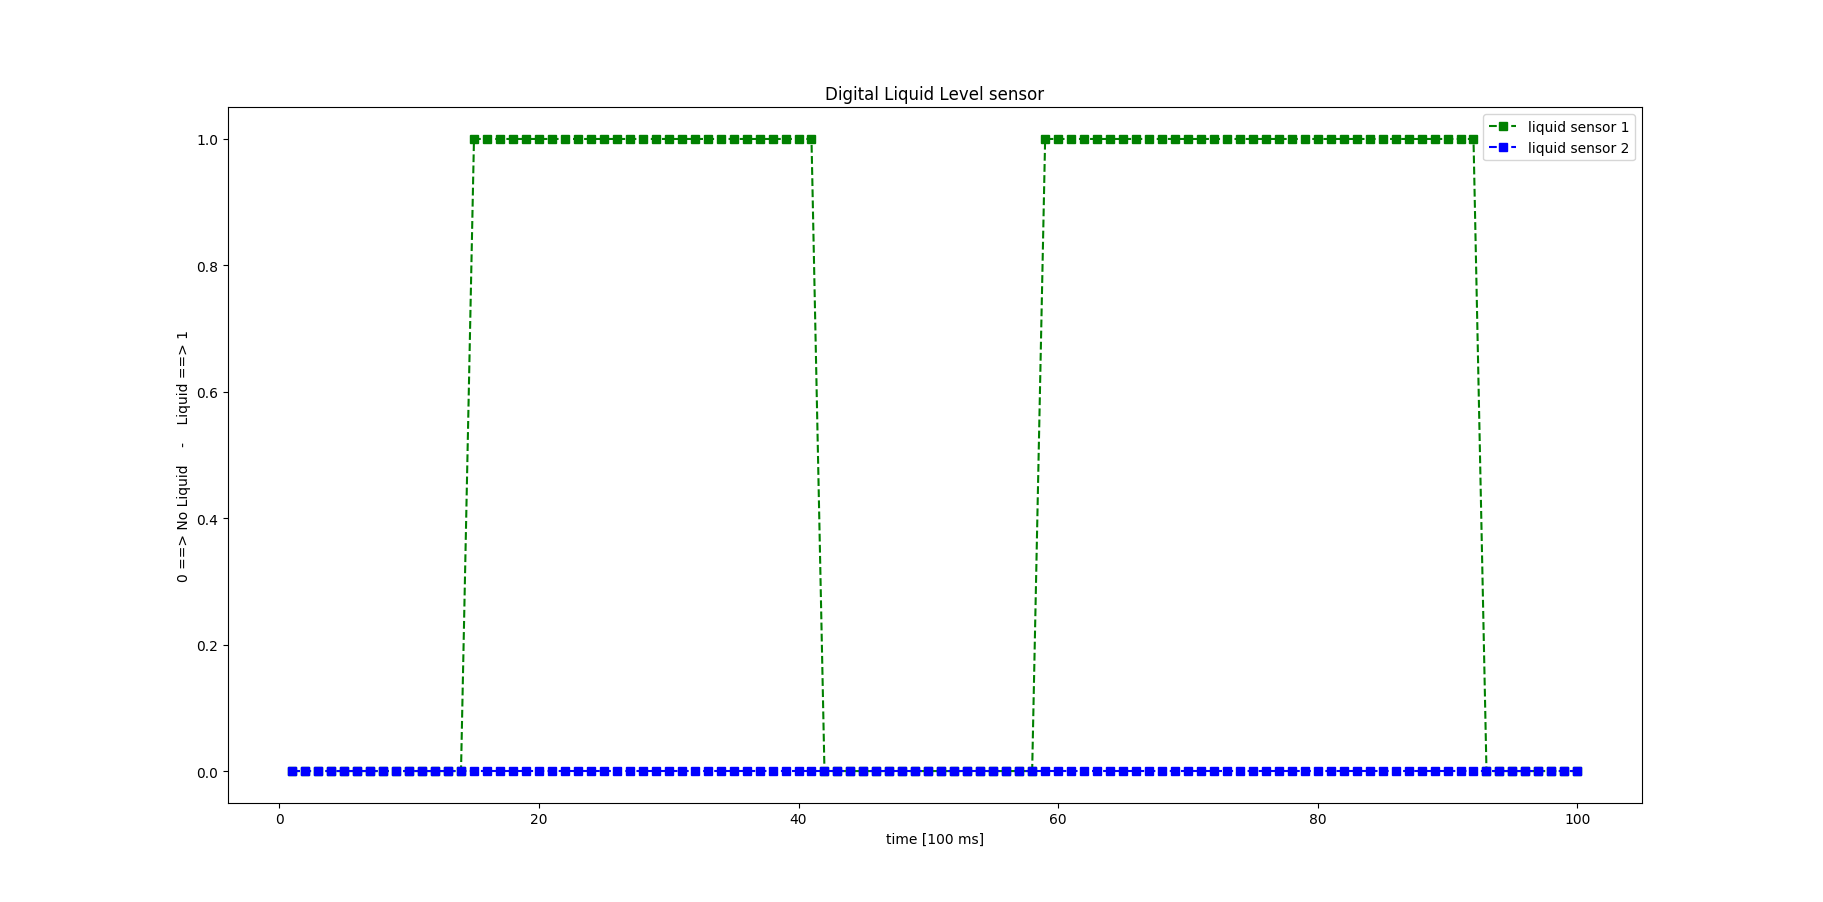 Digital Liquid Level sensor
liquid sensor 1
liquid sensor 2
0 ==> No Liquid - Liquid ==> 1
1.0
0.8
0.6
0.4
0.2
0.0
0 20 40 60 80 100
time [100 ms]